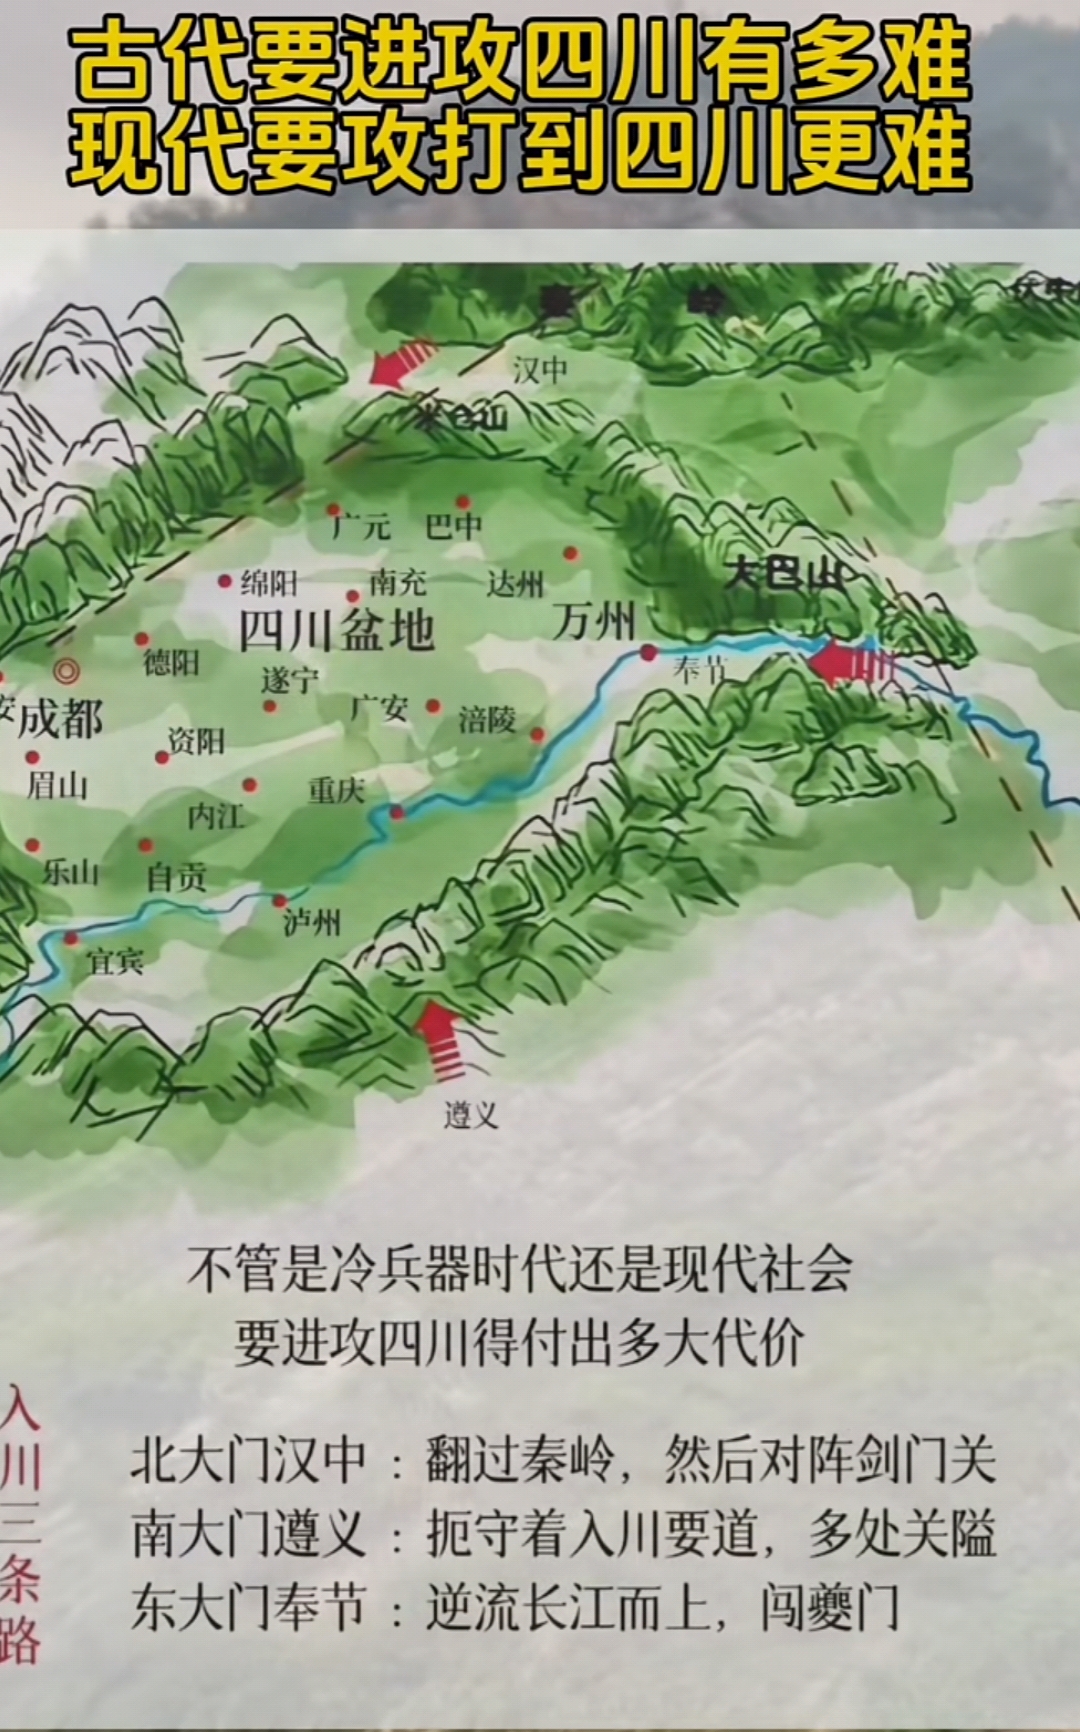 古代要进攻四川有多难
现代要攻打到四川更难
秦 岭
伏牛
汉中
米仓山
广元
巴中
大巴山
绵阳
南充
达州
四川盆地
万州
奉节
德阳
遂宁
安
成都
广安
涪陵
资阳
眉山
重庆
内江
乐山
自贡
泸州
宜宾
遵义
不管是冷兵器时代还是现代社会
要进攻四川得付出多大代价
入川三条路
北大门汉中：翻过秦岭，然后对阵剑门关
南大门遵义：扼守着入川要道，多处关隘
东大门奉节：逆流长江而上，闯夔门